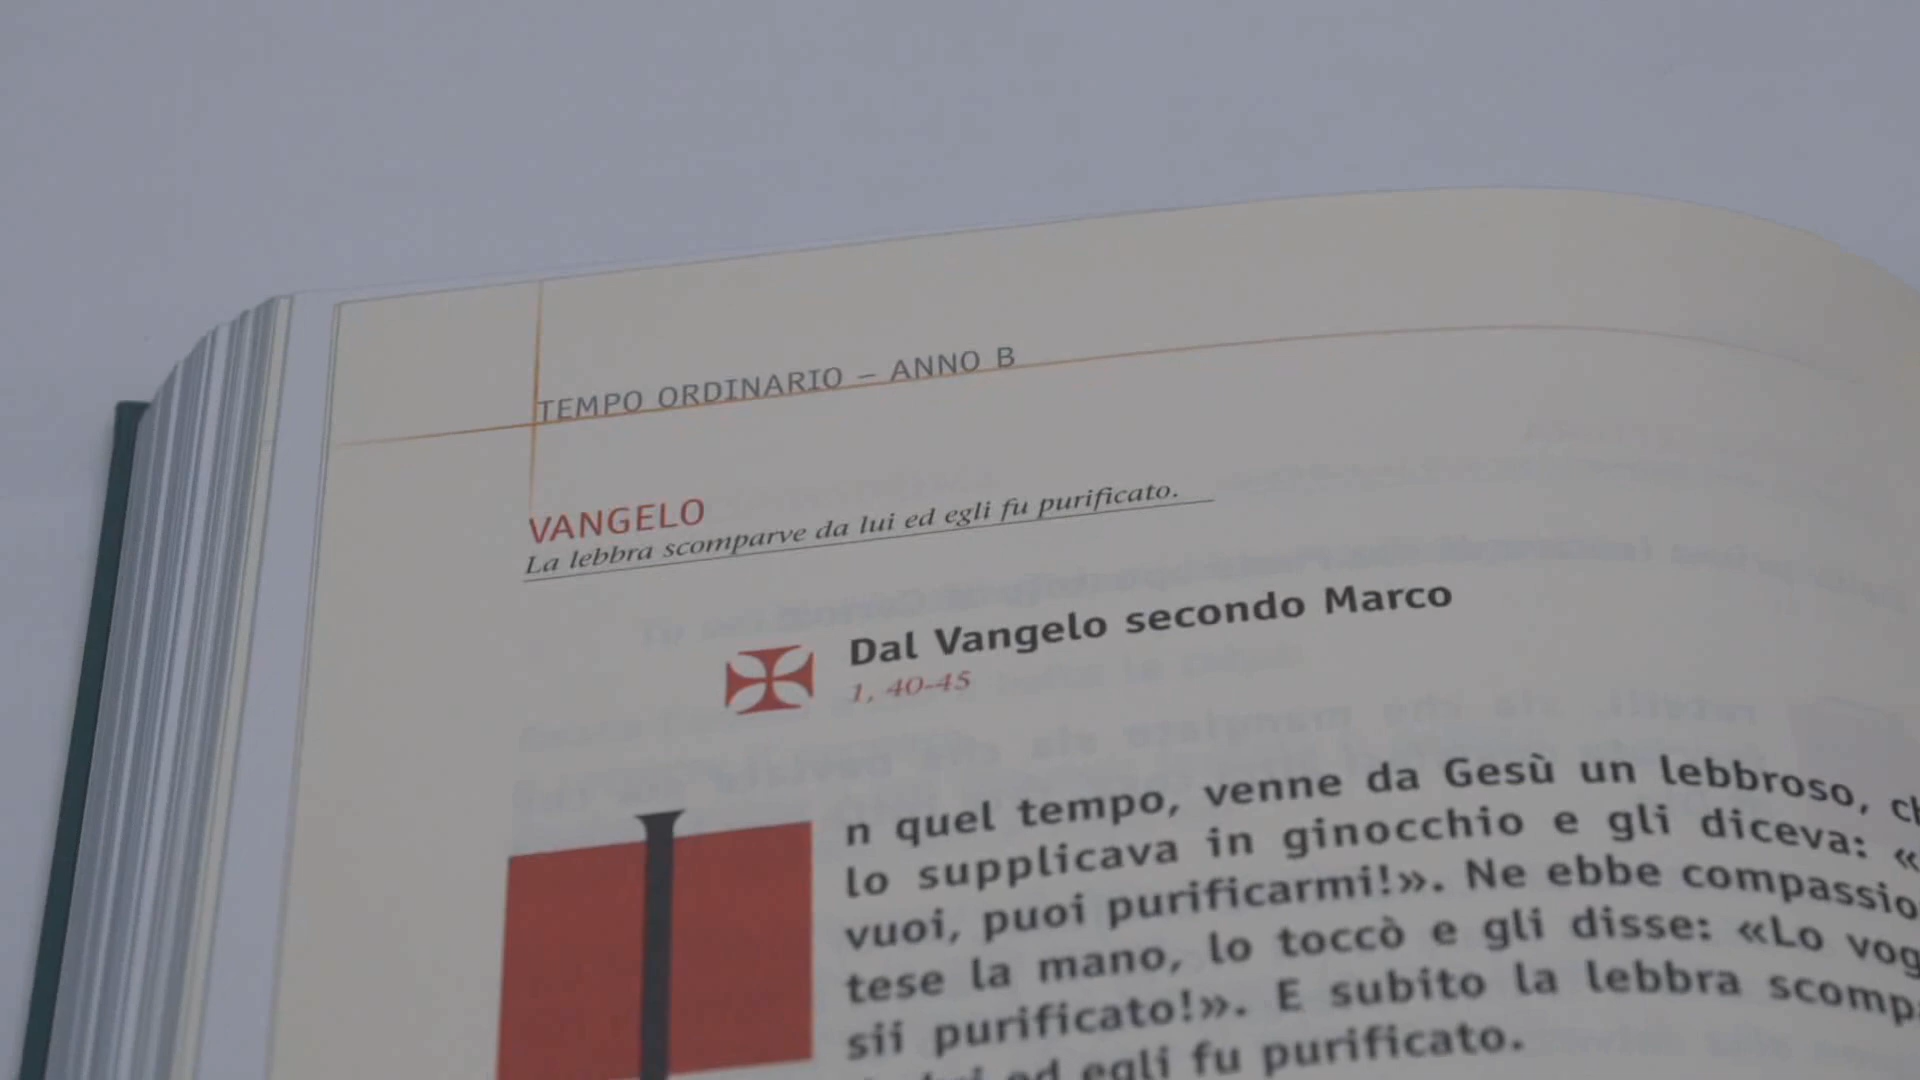 TEMPO ORDINARIO – ANNO B
VANGELO
La lebbra scomparve da lui ed egli fu purificato.
Dal Vangelo secondo Marco
1, 40-45
In quel tempo, venne da Gesù un lebbroso, ch
lo supplicava in ginocchio e gli diceva: «
vuoi, puoi purificarmi!». Ne ebbe compassio
tese la mano, lo toccò e gli disse: «Lo vog
sii purificato!». E subito la lebbra scomp
ed egli fu purificato.